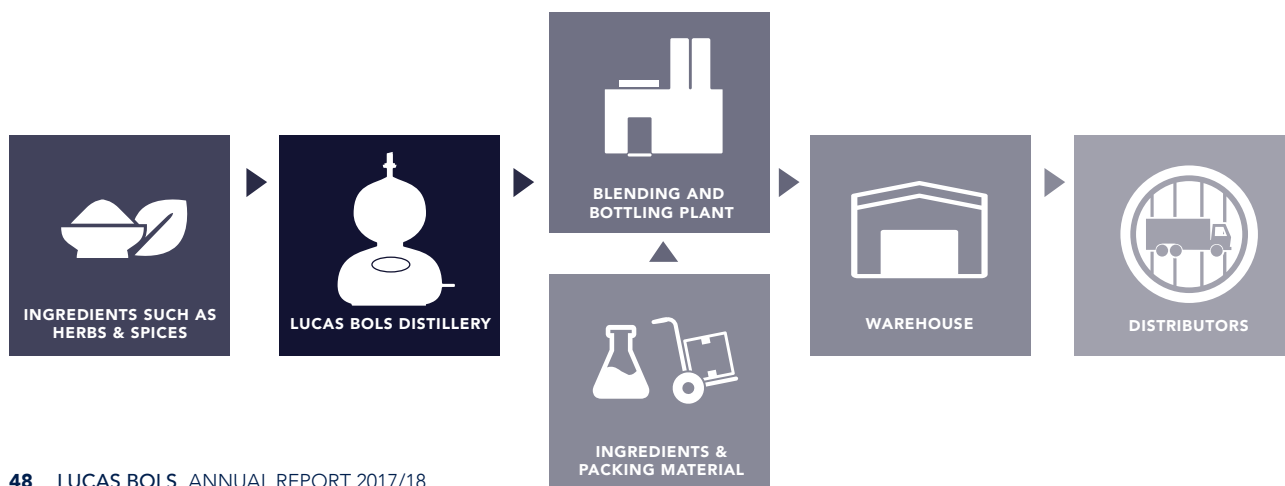 BLENDING AND
BOTTLING PLANT
INGREDIENTS SUCH AS
HERBS & SPICES
LUCAS BOLS DISTILLERY
WAREHOUSE
DISTRIBUTORS
INGREDIENTS &
PACKING MATERIAL
48 LUCAS BOLS ANNUAL REPORT 2017/18